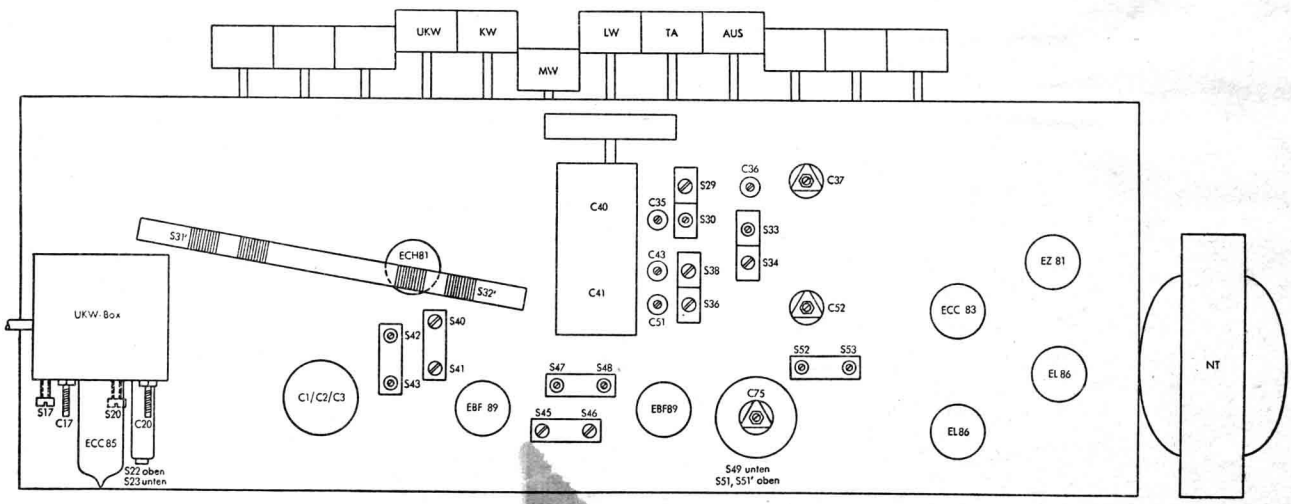 UKW
KW
MW
LW
TA
AUS
C36
C37
S29
C35
S30
S33
S34
C40
C41
C43
S38
C51
S36
C52
S31'
ECH81
S32'
EZ 81
ECC 83
EL 86
EL86
NT
UKW-Box
S17
C17
S20
C20
ECC 85
S22 oben
S23 unten
C1/C2/C3
S42
S43
S40
S41
EBF 89
S47
S48
S45
S46
EBF89
C75
S49 unten
S51, S51' oben
S52
S53